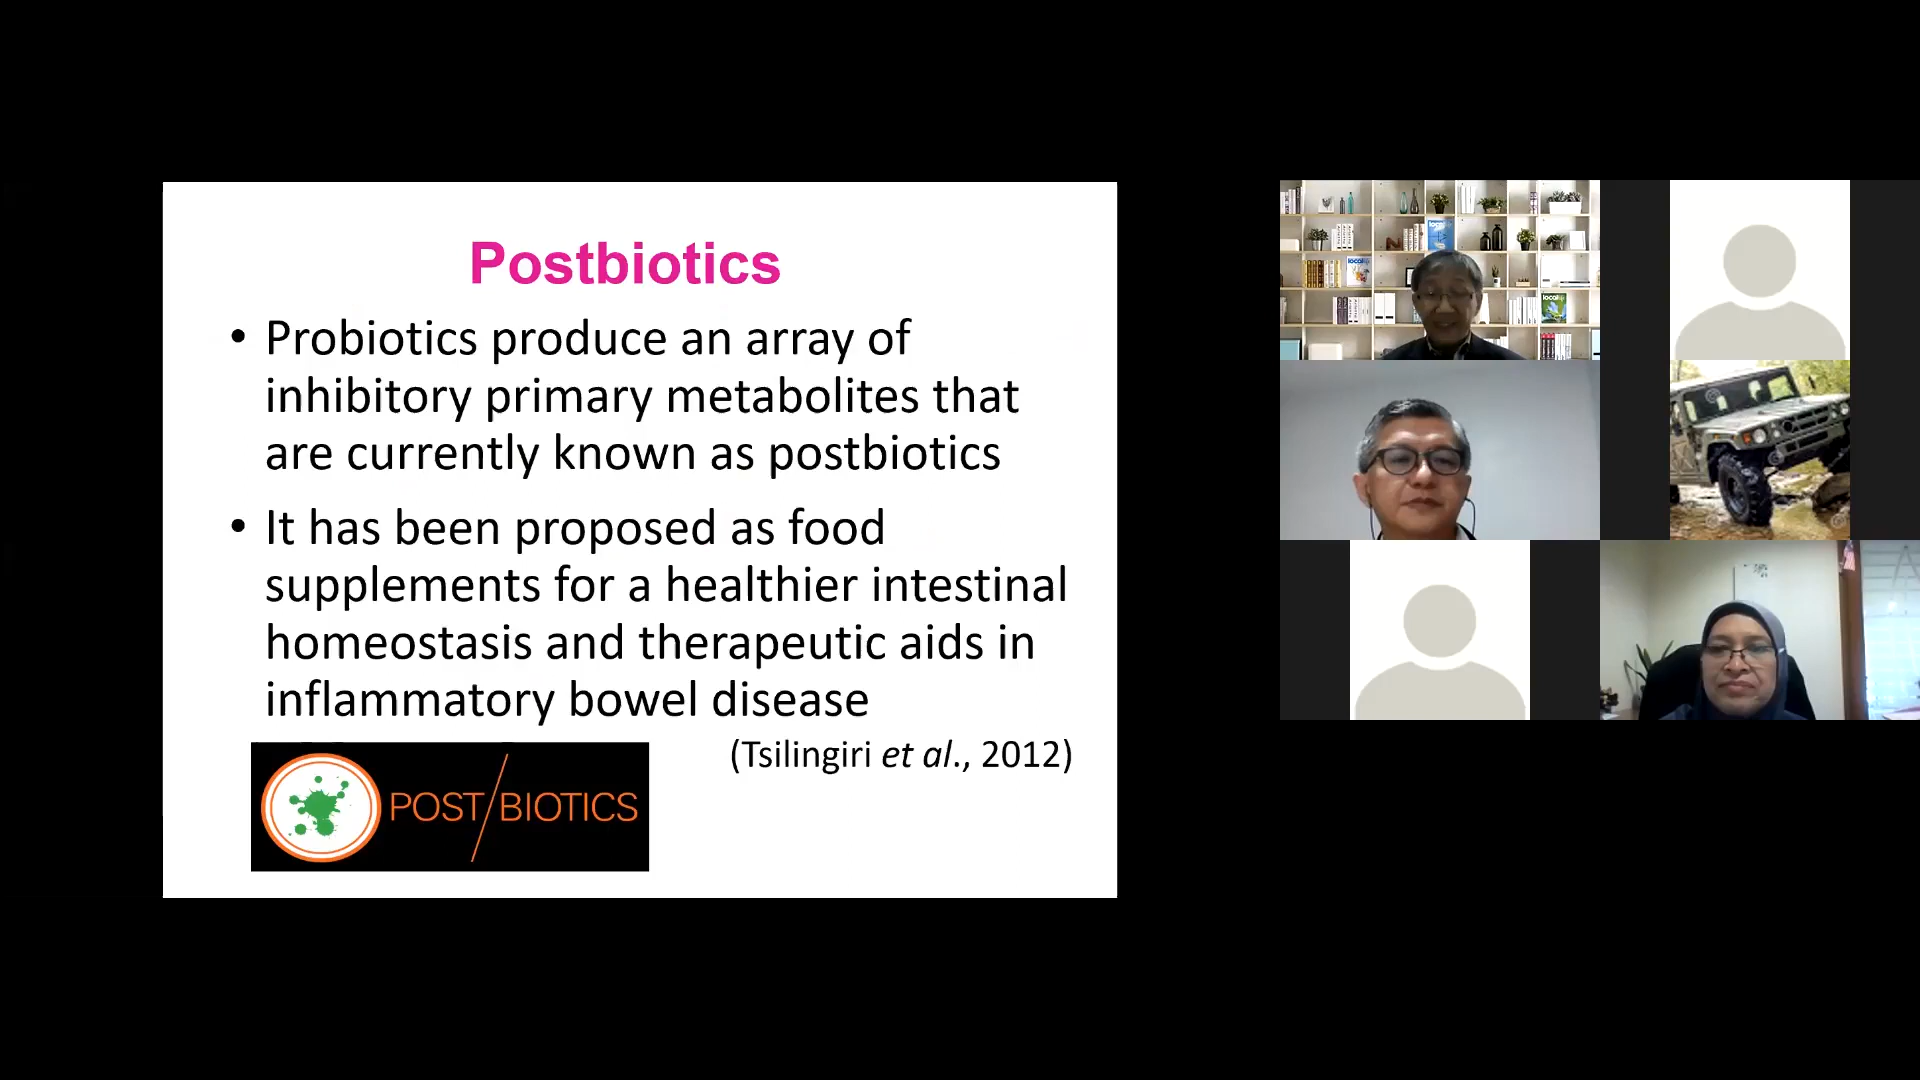 Postbiotics
• Probiotics produce an array of
inhibitory primary metabolites that
are currently known as postbiotics
• It has been proposed as food
supplements for a healthier intestinal
homeostasis and therapeutic aids in
inflammatory bowel disease
(Tsilingiri et al., 2012)
POST/BIOTICS